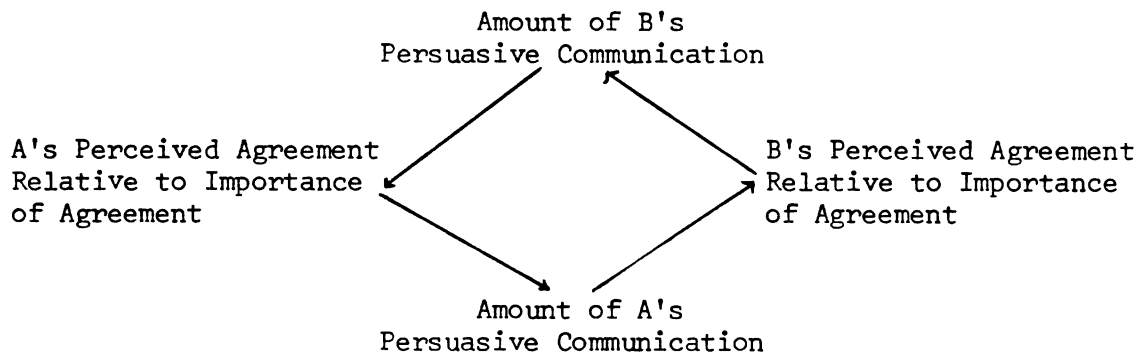 Amount of B's
Persuasive Communication
A's Perceived Agreement
Relative to Importance
of Agreement
B's Perceived Agreement
Relative to Importance
of Agreement
Amount of A's
Persuasive Communication